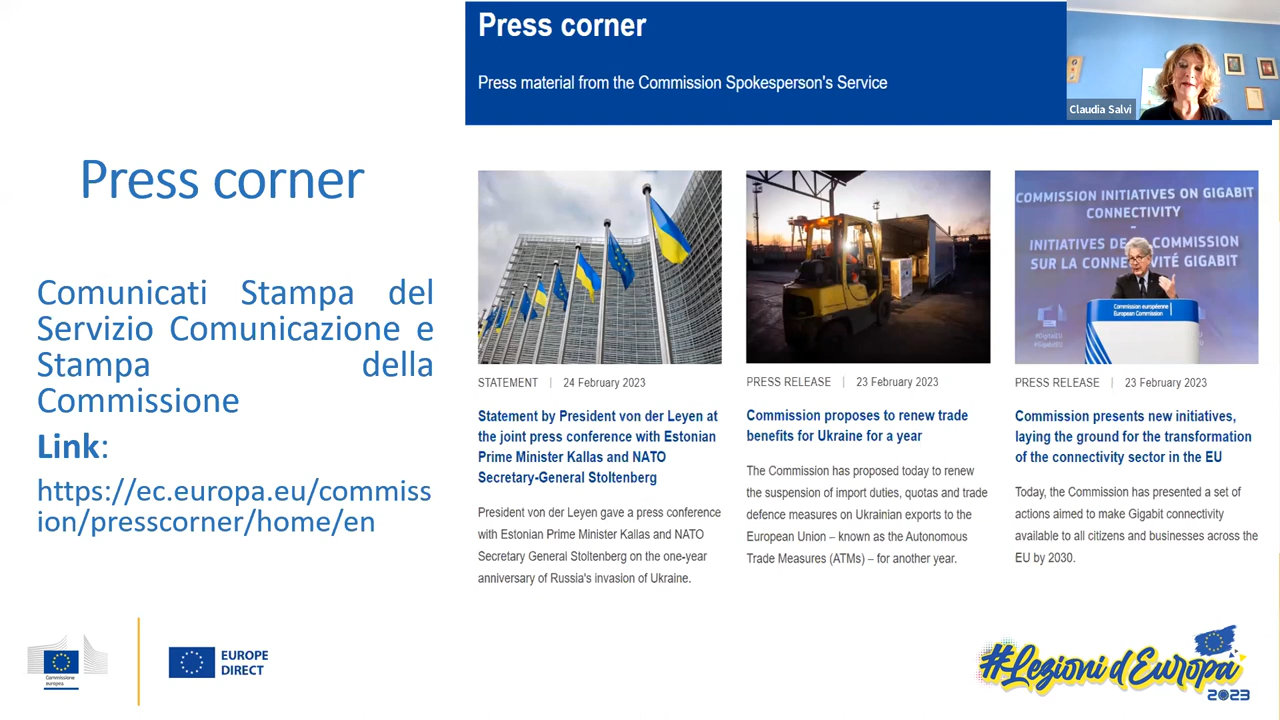 Press corner
Press material from the Commission Spokesperson's Service
Claudia Salvi
Press corner
Comunicati Stampa del
Servizio Comunicazione e
Stampa della
Commissione
Link:
https://ec.europa.eu/commiss
ion/presscorner/home/en
STATEMENT | 24 February 2023
Statement by President von der Leyen at
the joint press conference with Estonian
Prime Minister Kallas and NATO
Secretary-General Stoltenberg
President von der Leyen gave a press conference
with Estonian Prime Minister Kallas and NATO
Secretary General Stoltenberg on the one-year
anniversary of Russia's invasion of Ukraine.
PRESS RELEASE | 23 February 2023
Commission proposes to renew trade
benefits for Ukraine for a year
The Commission has proposed today to renew
the suspension of import duties, quotas and trade
defence measures on Ukrainian exports to the
European Union – known as the Autonomous
Trade Measures (ATMs) – for another year.
COMMISSION INITIATIVES ON GIGABIT
CONNECTIVITY
–
INITIATIVES DE COMMISSION
SUR LA CONNECTIVITÉ GIGABIT
Commission européenne
European Commission
#DigitalEU
#GigabitEU
PRESS RELEASE | 23 February 2023
Commission presents new initiatives,
laying the ground for the transformation
of the connectivity sector in the EU
Today, the Commission has presented a set of
actions aimed to make Gigabit connectivity
available to all citizens and businesses across the
EU by 2030.
Commissione
europea
EUROPE
DIRECT
#Lezioni d'Europa
2023